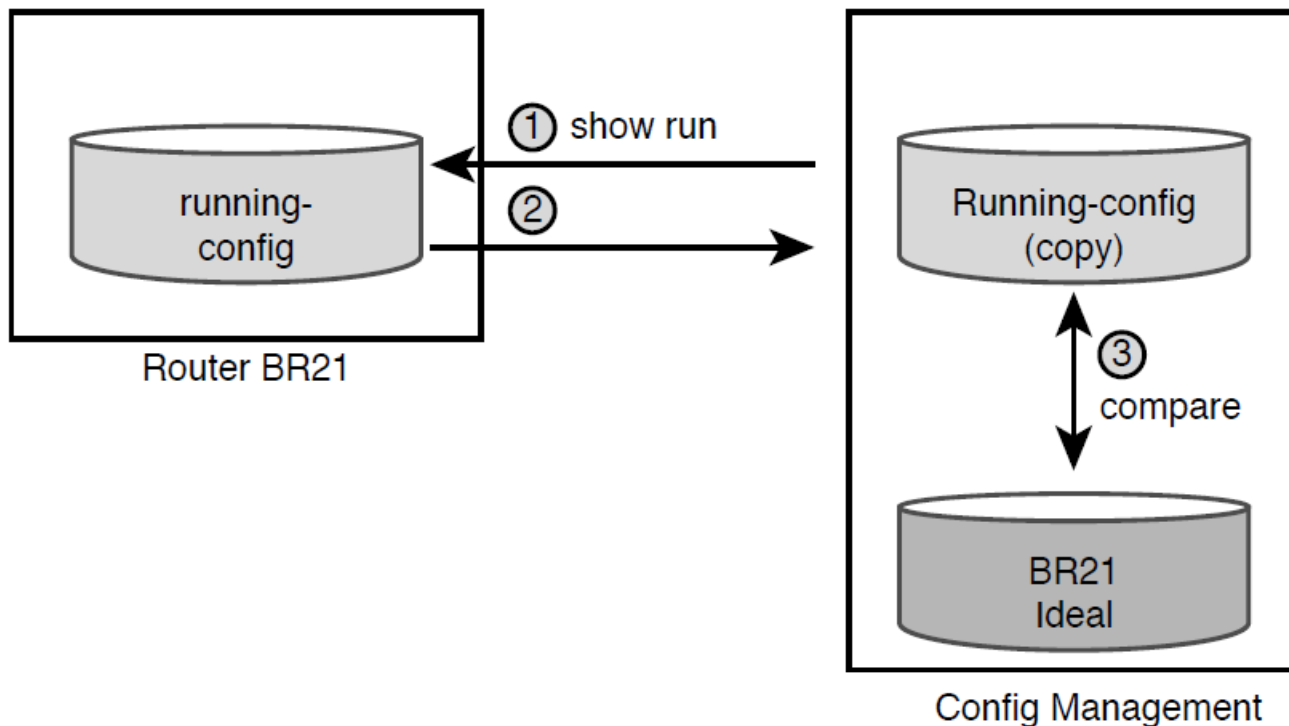 1 show run
running-
config
2
Running-config
(copy)
Router BR21
3
compare
BR21
Ideal
Config Management